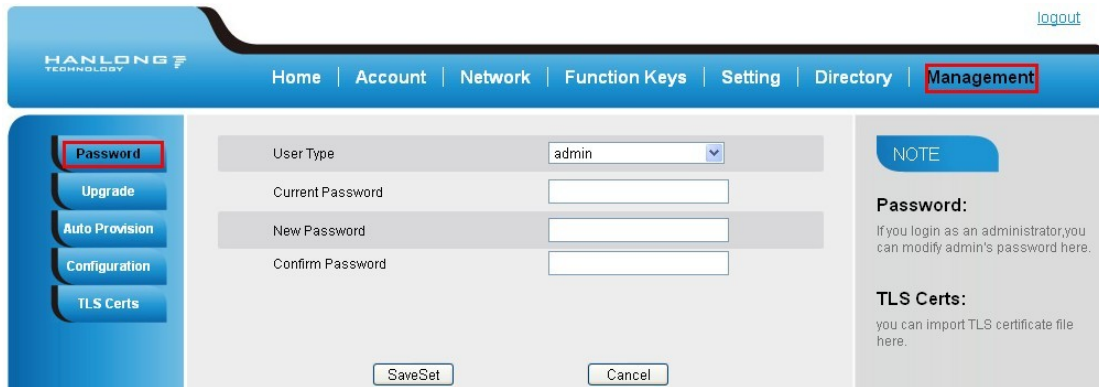 logout
HANLONG
TECHNOLOGY
Home | Account | Network | Function Keys | Setting | Directory | Management
Password
Upgrade
Auto Provision
Configuration
TLS Certs
User Type admin
Current Password
New Password
Confirm Password
SaveSet Cancel
NOTE
Password:
If you login as an administrator,you
can modify admin's password here.
TLS Certs:
you can import TLS certificate file
here.